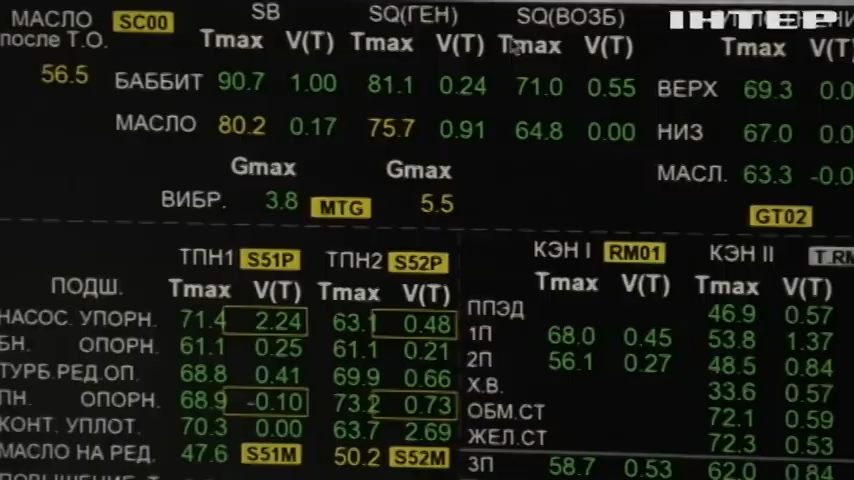 МАСЛО SC00 SB SQ(ГЕН) SQ(ВОЗБ) ІНТЕР
после Т.О. Tmax V(T) Tmax V(T) Tmax V(T) Tmax V(T)
56.5 БАББИТ 90.7 1.00 81.1 0.24 71.0 0.55 ВЕРХ 69.3 0.0
МАСЛО 80.2 0.17 75.7 0.91 64.8 0.00 НИЗ 67.0 0.0
Gmax Gmax МАСЛ. 63.3 -0.0
ВИБР. 3.8 MTG 5.5 GT02
ТПН1 S51P ТПН2 S52P КЭН I RM01 КЭН II T.RM
ПОДШ. Tmax V(T) Tmax V(T) Tmax V(T) Tmax V(T)
НАСОС. УПОРН. 71.4 2.24 63.1 0.48 ППЭД 46.9 0.57
БН. ОПОРН. 61.1 0.25 61.1 0.21 1П 68.0 0.45 53.8 1.37
ТУРБ.РЕД.ОП. 68.8 0.41 69.9 0.66 2П 56.1 0.27 48.5 0.84
ПН. ОПОРН. 68.9 -0.10 73.2 0.73 Х.В. 33.6 0.57
КОНТ. УПЛОТ. 70.3 0.00 63.7 2.69 ОБМ.СТ 72.1 0.59
МАСЛО НА РЕД. 47.6 S51M 50.2 S52M ЖЕЛ.СТ 72.3 0.53
3П 58.7 0.53 62.0 0.84